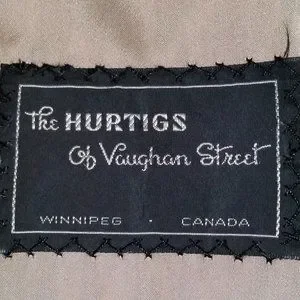 The HURTIGS
Of Vaughan Street
WINNIPEG · CANADA